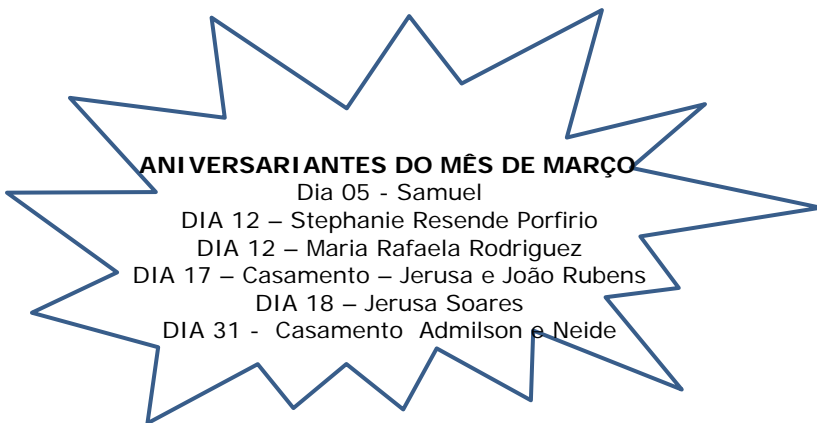 ANIVERSARIANTES DO MÊS DE MARÇO
Dia 05 - Samuel
DIA 12 – Stephanie Resende Porfirio
DIA 12 – Maria Rafaela Rodriguez
DIA 17 – Casamento – Jerusa e João Rubens
DIA 18 – Jerusa Soares
DIA 31 - Casamento Admilson e Neide